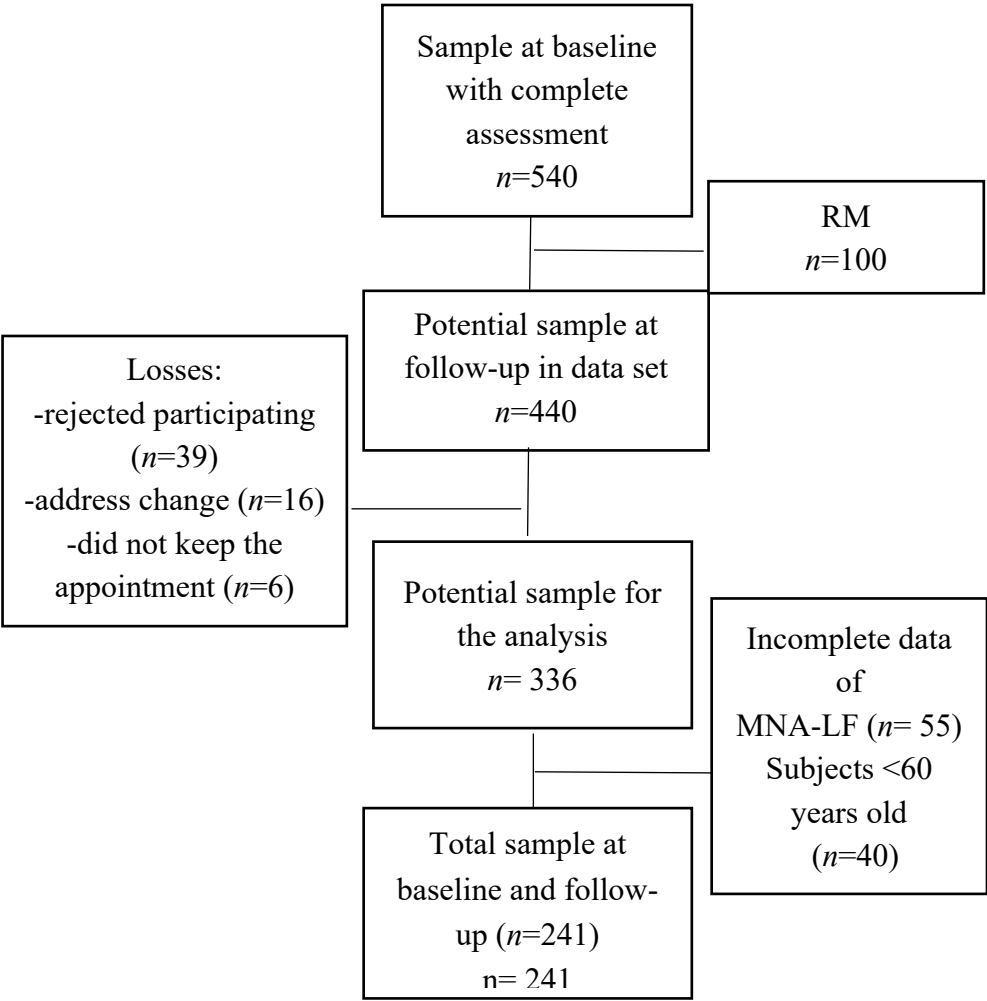 Sample at baseline
with complete
assessment
n=540
RM
n=100
Potential sample at
follow-up in data set
n=440
Losses:
-rejected participating
(n=39)
-address change (n=16)
-did not keep the
appointment (n=6)
Potential sample for
the analysis
n= 336
Incomplete data
of
MNA-LF (n= 55)
Subjects <60
years old
(n=40)
Total sample at
baseline and follow-
up (n=241)
n= 241